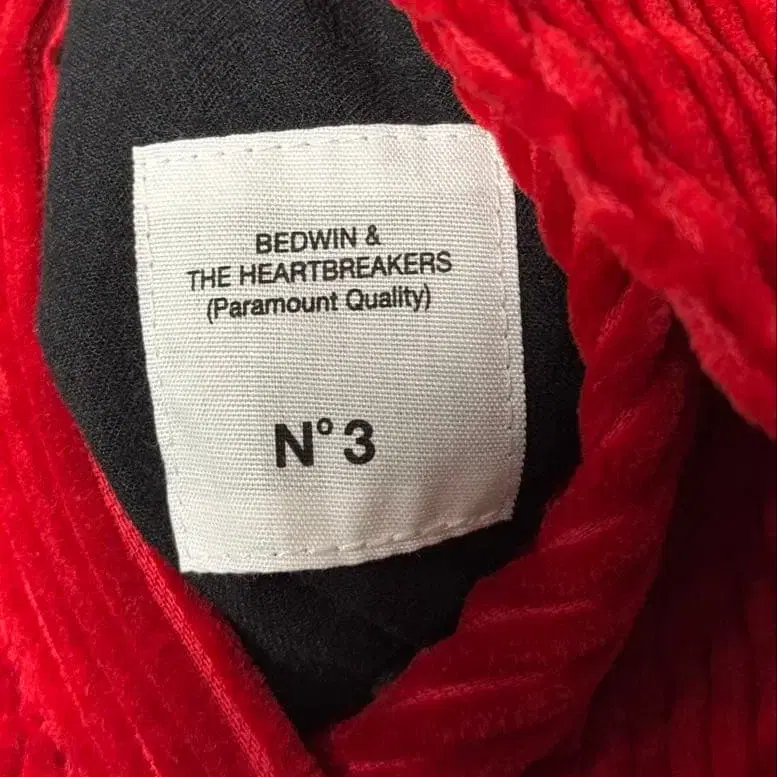 BEDWIN &
THE HEARTBREAKERS
(Paramount Quality)
N° 3